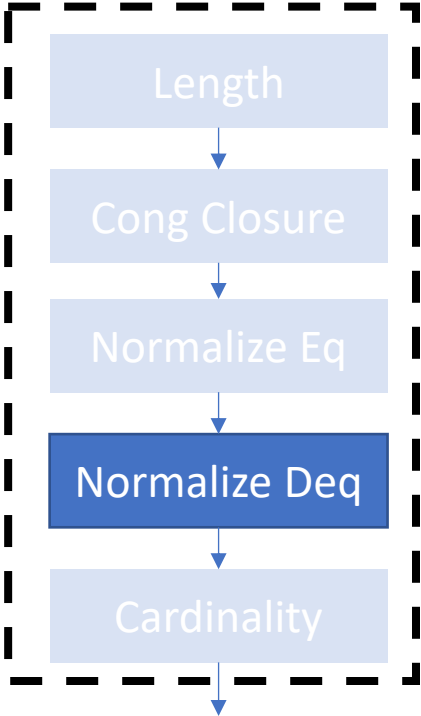 Length
Cong Closure
Normalize Eq
Normalize Deq
Cardinality